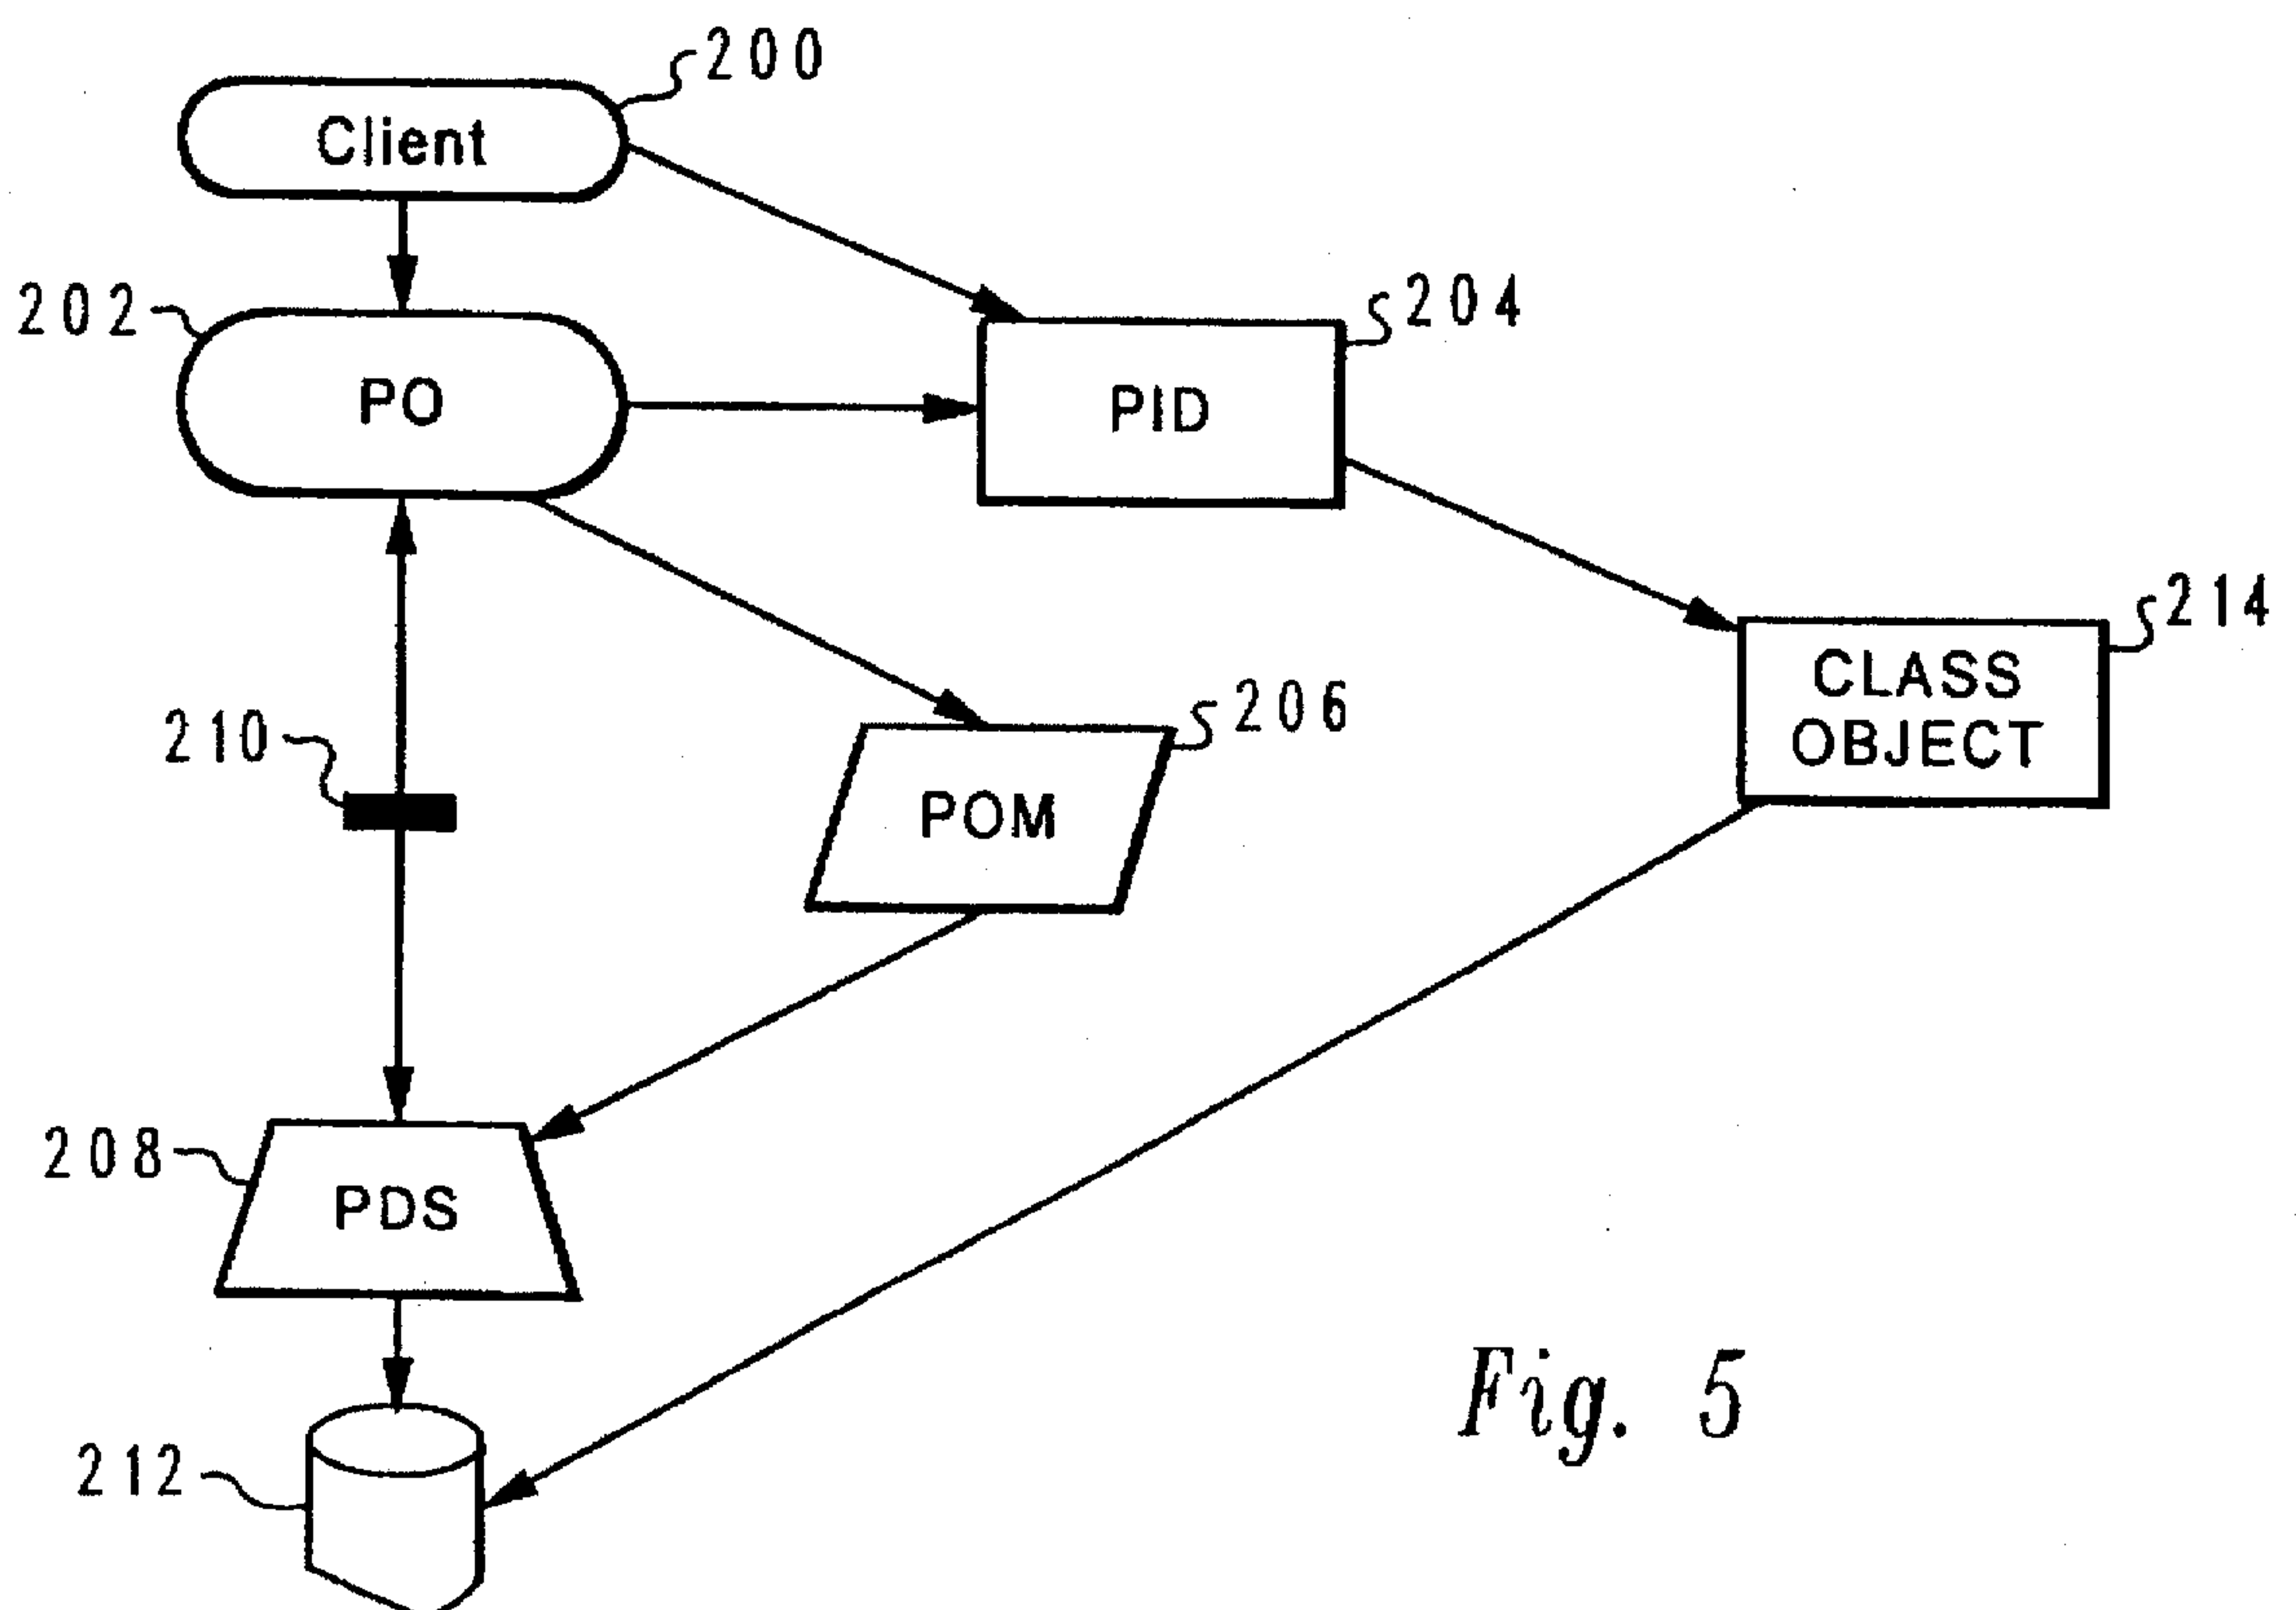 200
Client
202
PO
204
PID
214
CLASS
OBJECT
210
206
POM
208
PDS
212
Fig. 5